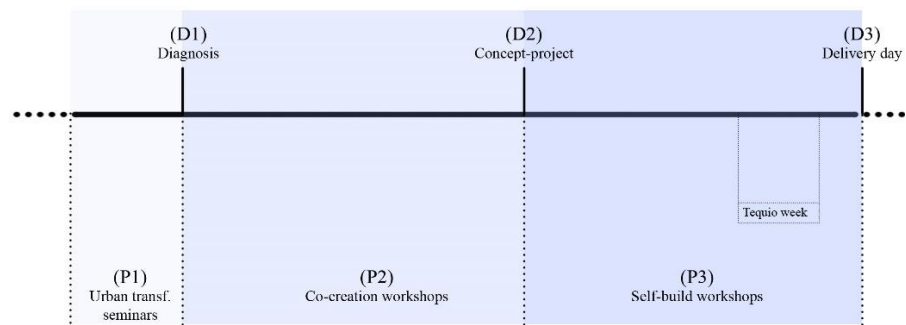 (D1)
Diagnosis
(D2)
Concept-project
(D3)
Delivery day
Tequio week
(P1)
Urban transf.
seminars
(P2)
Co-creation workshops
(P3)
Self-build workshops